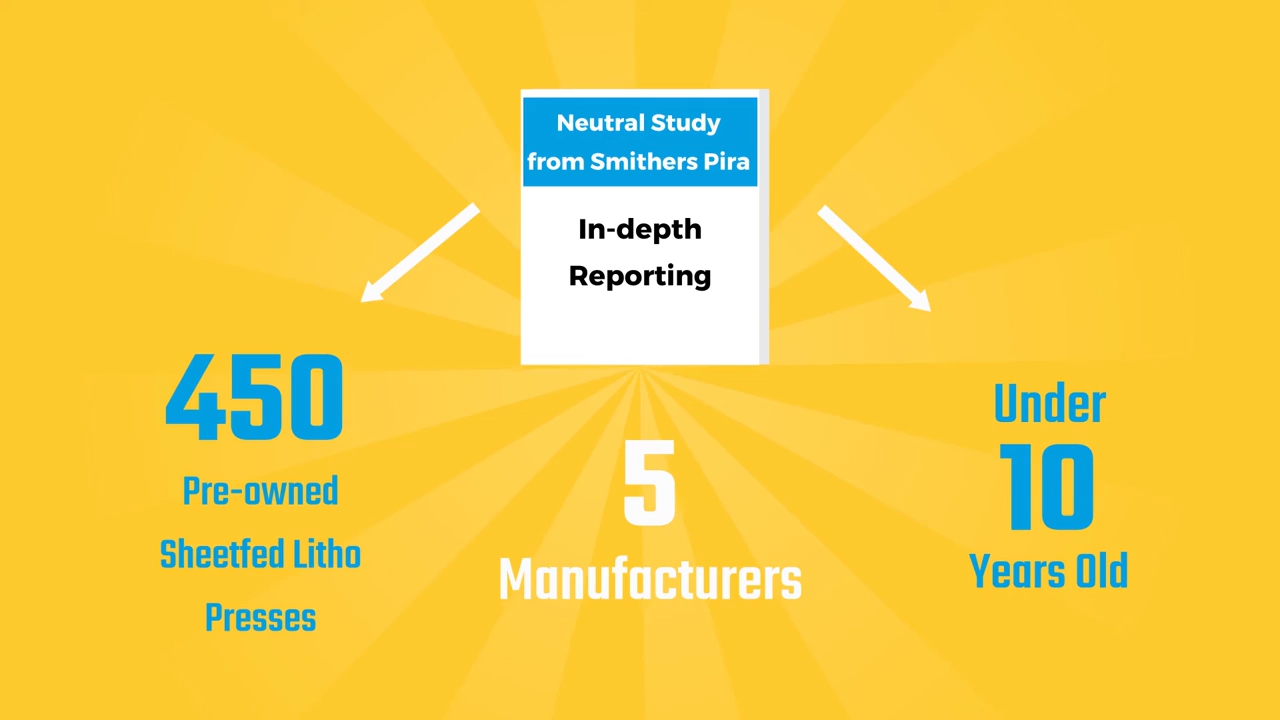 Neutral Study
from Smithers Pira
In-depth
Reporting
450
Pre-owned
Sheetfed Litho
Presses
5
Manufacturers
Under
10
Years Old